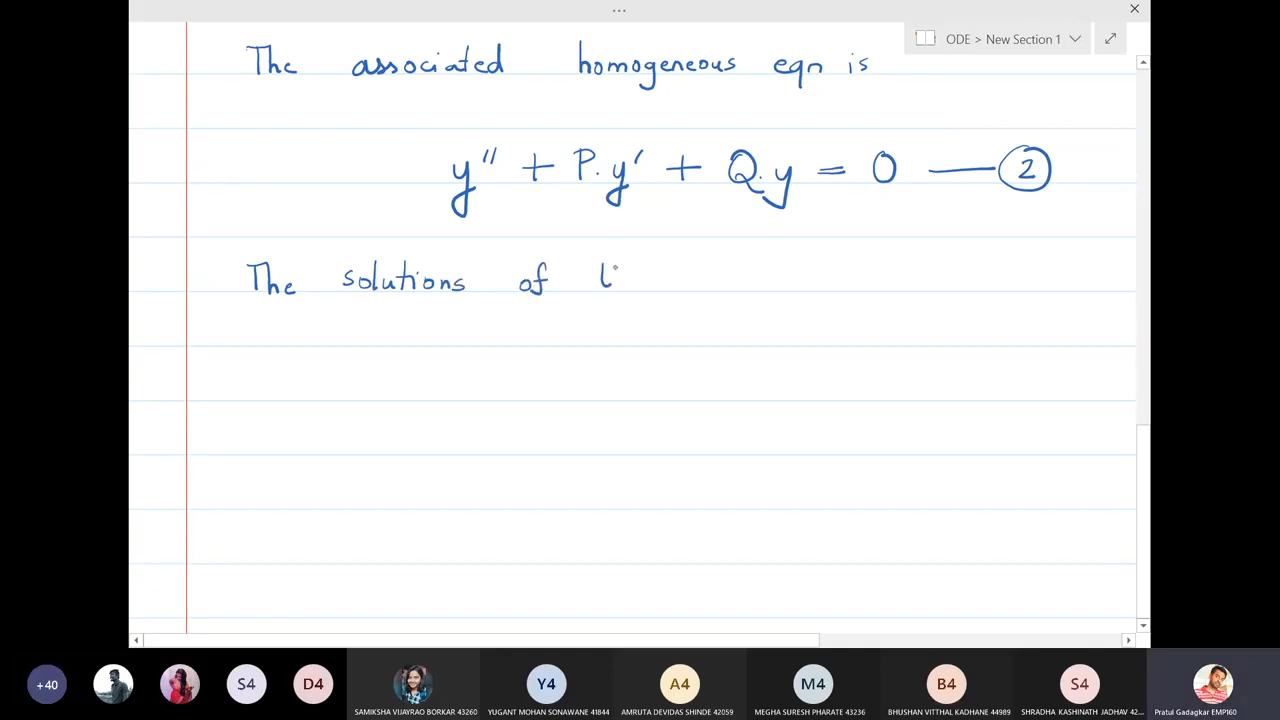 ODE > New Section 1
The associated homogeneous eqn is
y'' + P.y' + Q.y = 0 — 2
The solutions of
+40
S4
D4
Y4
A4
M4
B4
S4
SAMIKSHA VIJAYRAO BORKAR 43260
YUGANT MOHAN SONAWANE 41844
AMRUTA DEVIDAS SHINDE 42059
MEGHA SURESH PHARATE 43236
BHUSHAN VITTHAL KADHANE 44989
SHRADHA KASHINATH JADHAV 42...
Pratul Gadagkar EMP160